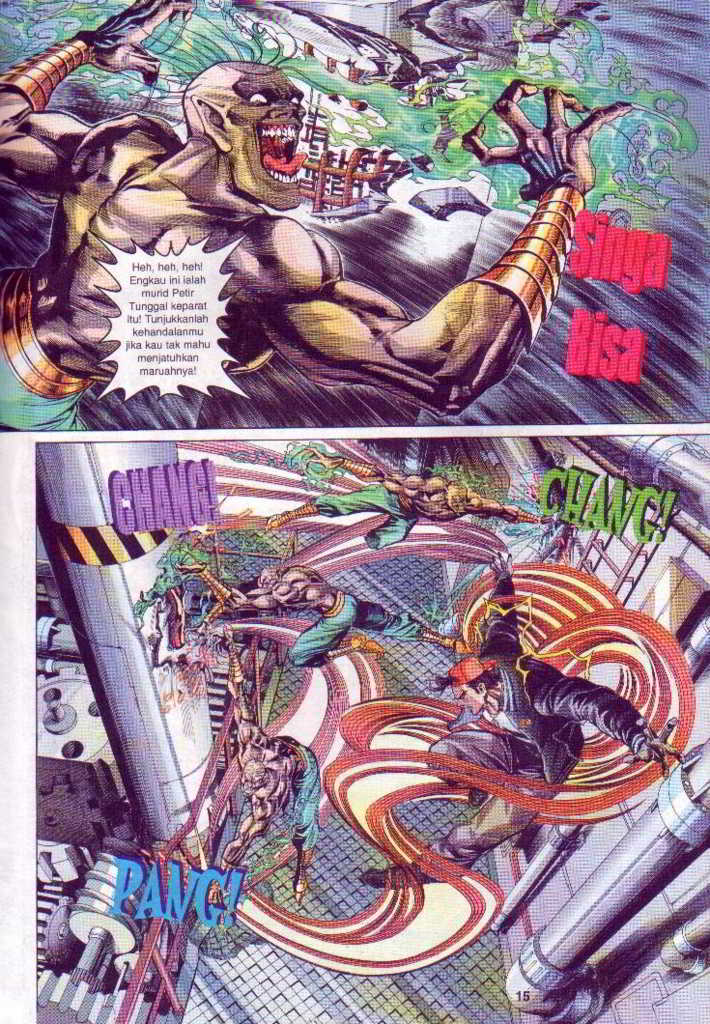 Heh, heh, heh!
Engkau ini ialah
murid Petir
Tunggal keparat
itu! Tunjukkanlah
kehandalanmu
jika kau tak mahu
menjatuhkan
maruahnya!
Singa
Nisa
CHANG!
CHANG!
PANG!
15